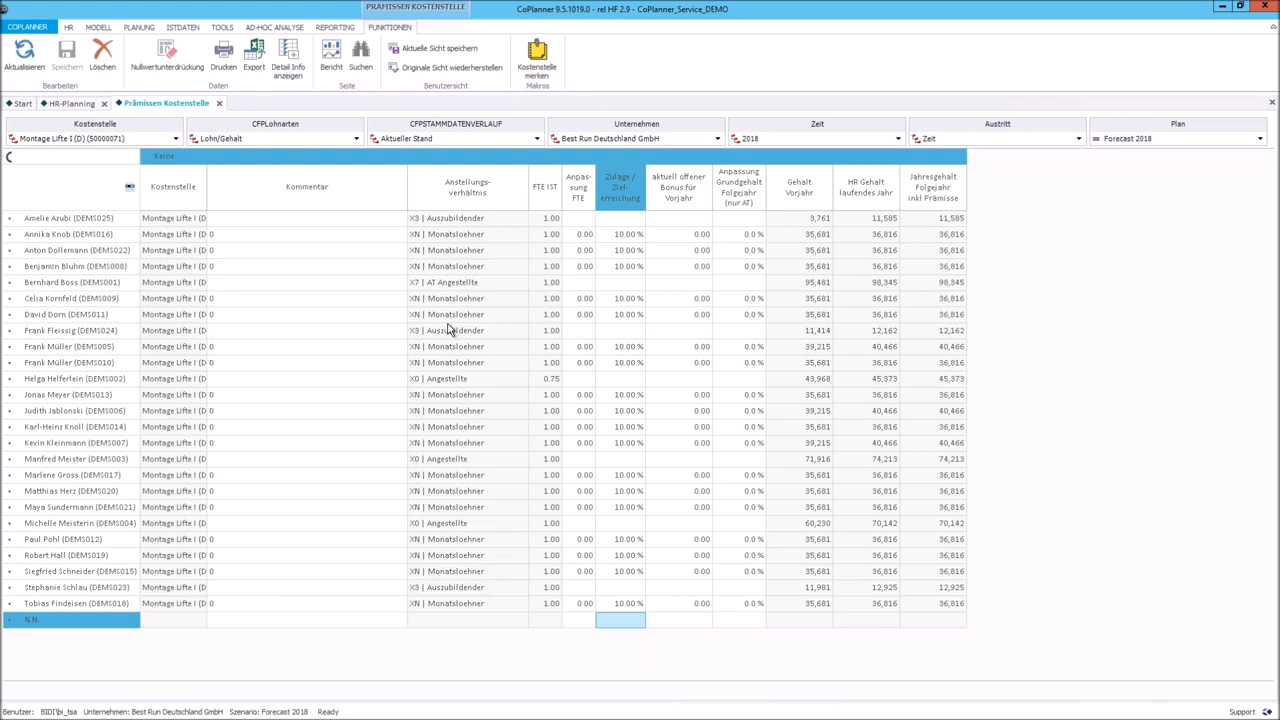 PRÄMISSEN KOSTENSTELLE
CoPlanner 9.5.1019.0 - rel HF 2.9 - CoPlanner_Service_DEMO
COPLANNER HR MODELL PLANUNG ISTDATEN TOOLS AD-HOC ANALYSE REPORTING FUNKTIONEN
Aktualisieren Speichern Löschen
Bearbeiten
Nullwertunterdrückung Drucken Export Detail Info anzeigen
Daten
Bericht Suchen
Seite
Aktuelle Sicht speichern
Originale Sicht wiederherstellen
Benutzersicht
Kostenstelle merken
Makros
Start HR-Planning Prämissen Kostenstelle
Kostenstelle CFPLohnarten CFPSTAMMDATENVERLAUF Unternehmen Zeit Austritt Plan
Montage Lifte I (D) (50000071) Lohn/Gehalt Aktueller Stand Best Run Deutschland GmbH 2018 Zeit Forecast 2018
Keine
Kostenstelle Kommentar Anstellungs-verhältnis FTE IST Anpas-sung FTE Zulage / Ziel-erreichung aktuell offener Bonus für Vorjahr Anpassung Grundgehalt Folgejahr (nur AT) Gehalt Vorjahr HR Gehalt laufendes Jahr Jahresgehalt Folgejahr inkl Prämisse
Amelie Azubi (DEMS025) Montage Lifte I (D X3 | Auszubildender 1.00 3,761 11,585 11,585
Annika Knob (DEMS016) Montage Lifte I (D 0 XN | Monatsloehner 1.00 0.00 10.00 % 0.00 0.0 % 35,681 36,816 36,816
Anton Dollemann (DEMS022) Montage Lifte I (D 0 XN | Monatsloehner 1.00 0.00 10.00 % 0.00 0.0 % 35,681 36,816 36,816
Benjamin Bluhm (DEMS008) Montage Lifte I (D 0 XN | Monatsloehner 1.00 0.00 10.00 % 0.00 0.0 % 35,681 36,816 36,816
Bernhard Boss (DEMS001) Montage Lifte I (D X7 | AT Angestellte 1.00 95,481 98,345 98,345
Celia Kornfeld (DEMS009) Montage Lifte I (D 0 XN | Monatsloehner 1.00 0.00 10.00 % 0.00 0.0 % 35,681 36,816 36,816
David Dorn (DEMS011) Montage Lifte I (D 0 XN | Monatsloehner 1.00 0.00 10.00 % 0.00 0.0 % 35,681 36,816 36,816
Frank Fleissig (DEMS024) Montage Lifte I (D X3 | Auszubildender 1.00 11,414 12,162 12,162
Frank Müller (DEMS005) Montage Lifte I (D 0 XN | Monatsloehner 1.00 0.00 10.00 % 0.00 0.0 % 39,215 40,466 40,466
Frank Müller (DEMS010) Montage Lifte I (D 0 XN | Monatsloehner 1.00 0.00 10.00 % 0.00 0.0 % 35,681 36,816 36,816
Helga Helferlein (DEMS002) Montage Lifte I (D X0 | Angestellte 0.75 43,968 45,373 45,373
Jonas Meyer (DEMS013) Montage Lifte I (D 0 XN | Monatsloehner 1.00 0.00 10.00 % 0.00 0.0 % 35,681 36,816 36,816
Judith Jablonski (DEMS006) Montage Lifte I (D 0 XN | Monatsloehner 1.00 0.00 10.00 % 0.00 0.0 % 39,215 40,466 40,466
Karl-Heinz Knoll (DEMS014) Montage Lifte I (D 0 XN | Monatsloehner 1.00 0.00 10.00 % 0.00 0.0 % 35,681 36,816 36,816
Kevin Kleinmann (DEMS007) Montage Lifte I (D 0 XN | Monatsloehner 1.00 0.00 10.00 % 0.00 0.0 % 39,215 40,466 40,466
Manfred Meister (DEMS003) Montage Lifte I (D X0 | Angestellte 1.00 71,916 74,213 74,213
Marlene Gross (DEMS017) Montage Lifte I (D 0 XN | Monatsloehner 1.00 0.00 10.00 % 0.00 0.0 % 35,681 36,816 36,816
Matthias Herz (DEMS020) Montage Lifte I (D 0 XN | Monatsloehner 1.00 0.00 10.00 % 0.00 0.0 % 35,681 36,816 36,816
Maya Sundermann (DEMS021) Montage Lifte I (D 0 XN | Monatsloehner 1.00 0.00 10.00 % 0.00 0.0 % 35,681 36,816 36,816
Michelle Meisterin (DEMS004) Montage Lifte I (D X0 | Angestellte 1.00 60,230 70,142 70,142
Paul Pohl (DEMS012) Montage Lifte I (D 0 XN | Monatsloehner 1.00 0.00 10.00 % 0.00 0.0 % 35,681 36,816 36,816
Robert Hall (DEMS019) Montage Lifte I (D 0 XN | Monatsloehner 1.00 0.00 10.00 % 0.00 0.0 % 35,681 36,816 36,816
Siegfried Schneider (DEMS015) Montage Lifte I (D 0 XN | Monatsloehner 1.00 0.00 10.00 % 0.00 0.0 % 35,681 36,816 36,816
Stephanie Schlau (DEMS023) Montage Lifte I (D X3 | Auszubildender 1.00 11,981 12,925 12,925
Tobias Findeisen (DEMS018) Montage Lifte I (D 0 XN | Monatsloehner 1.00 0.00 10.00 % 0.00 0.0 % 35,681 36,816 36,816
N.N.
Benutzer: BIDI\bi_tsa Unternehmen: Best Run Deutschland GmbH Szenario: Forecast 2018 Ready Support